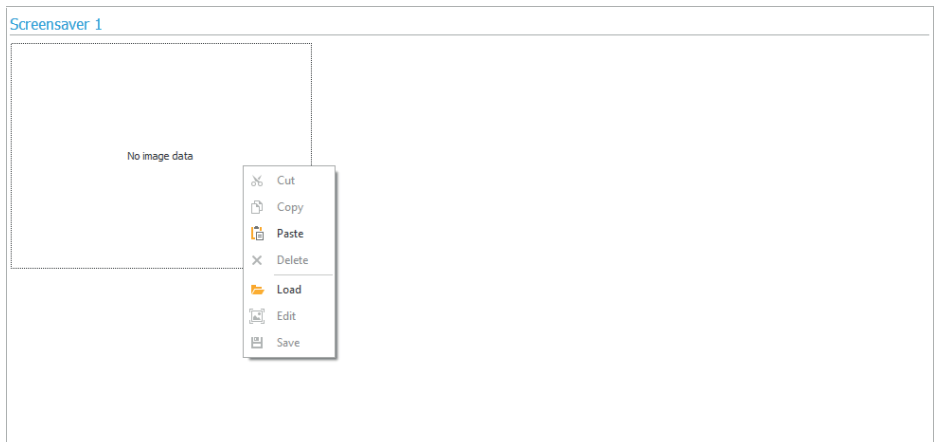 Screensaver 1
No image data
Cut
Copy
Paste
Delete
Load
Edit
Save